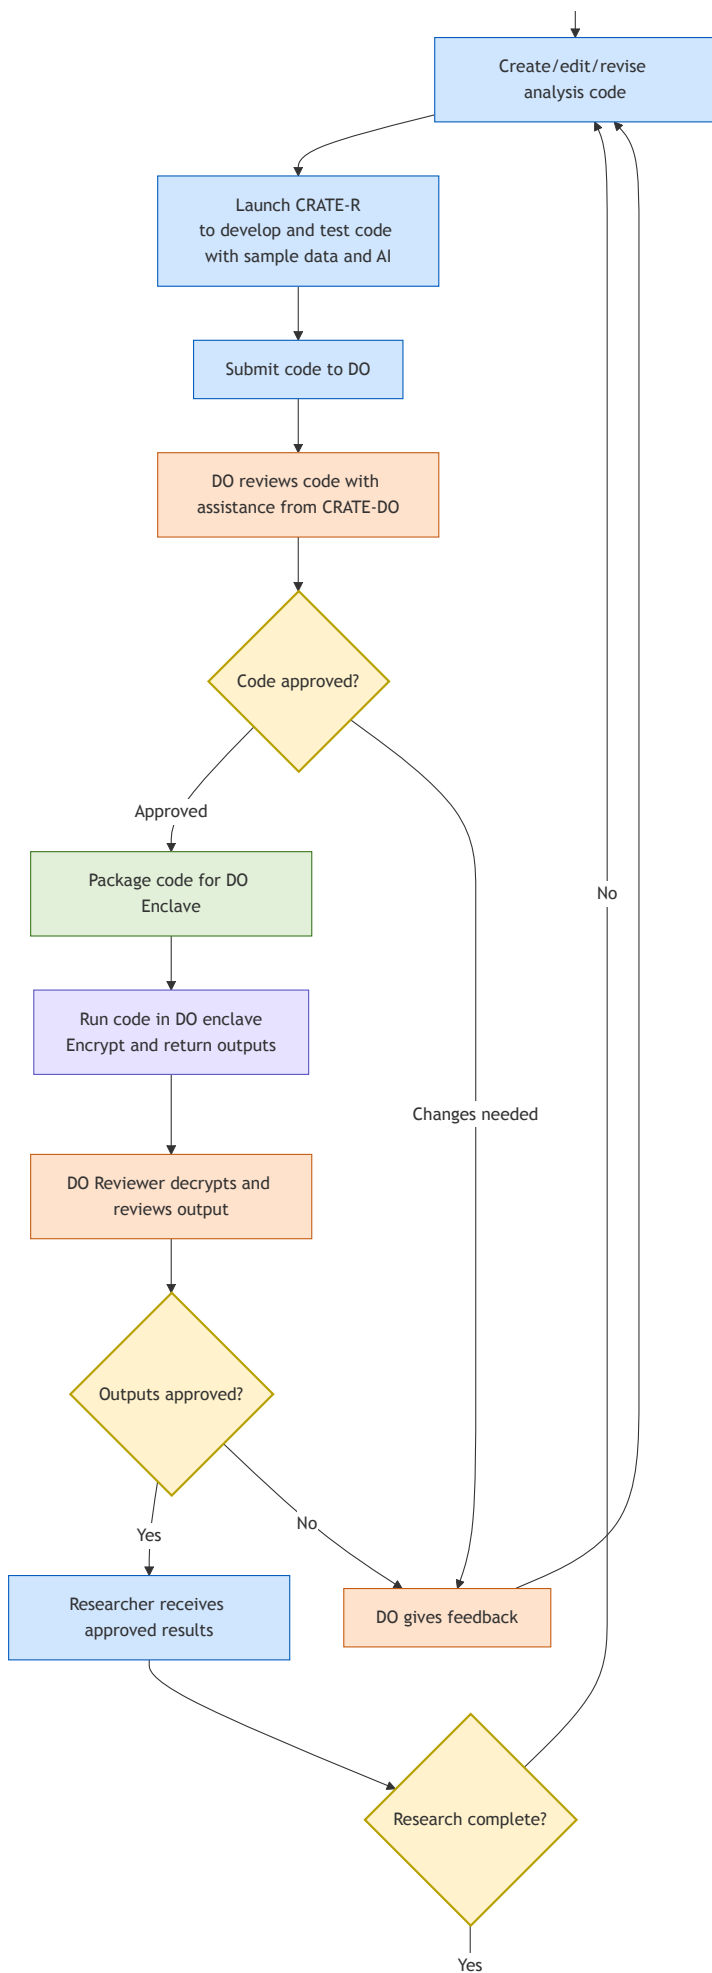 Create/edit/revise
analysis code
Launch CRATE-R
to develop and test code
with sample data and AI
Submit code to DO
DO reviews code with
assistance from CRATE-DO
Code approved?
Approved
Package code for DO
Enclave
No
Run code in DO enclave
Encrypt and return outputs
Changes needed
DO Reviewer decrypts and
reviews output
Outputs approved?
No
Yes
Researcher receives
approved results
DO gives feedback
Research complete?
Yes